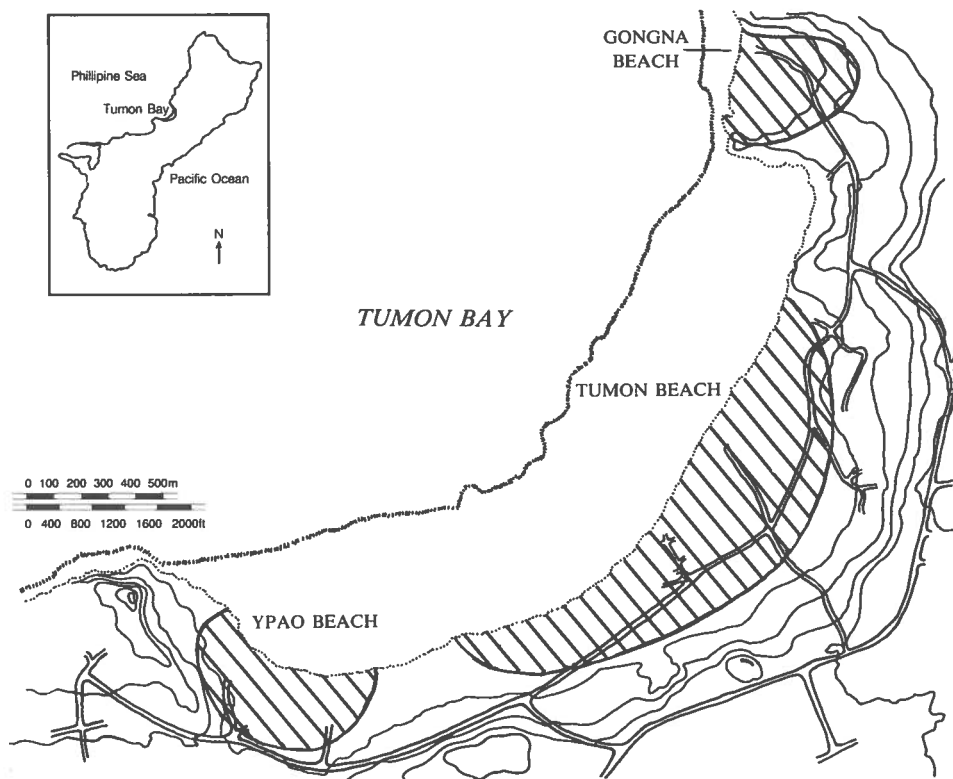 Phillipine Sea
Tumon Bay
Pacific Ocean
N
GONGNA
BEACH
TUMON BAY
TUMON BEACH
0 100 200 300 400 500m
0 400 800 1200 1600 2000ft
YPAO BEACH